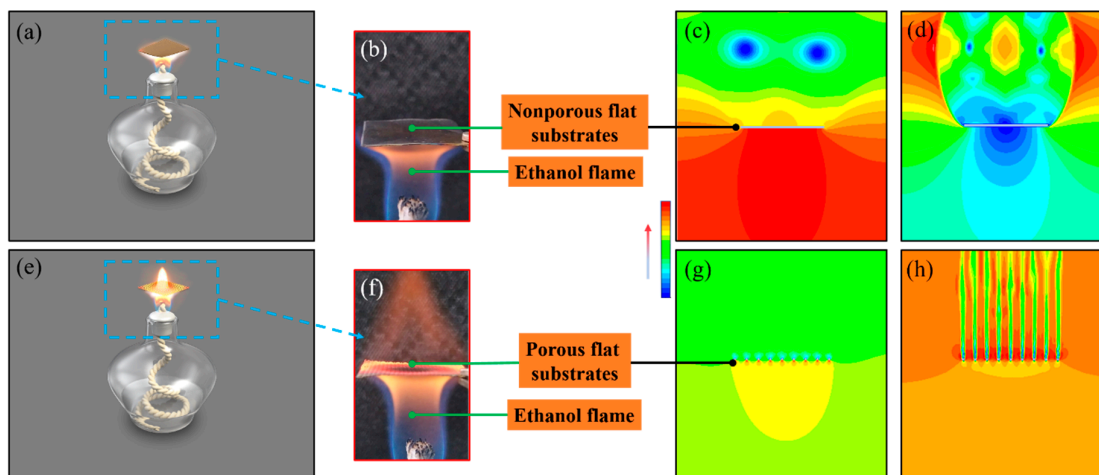 (a)
(b)
(c)
(d)
Nonporous flat
substrates
Ethanol flame
(e)
(f)
(g)
(h)
Porous flat
substrates
Ethanol flame